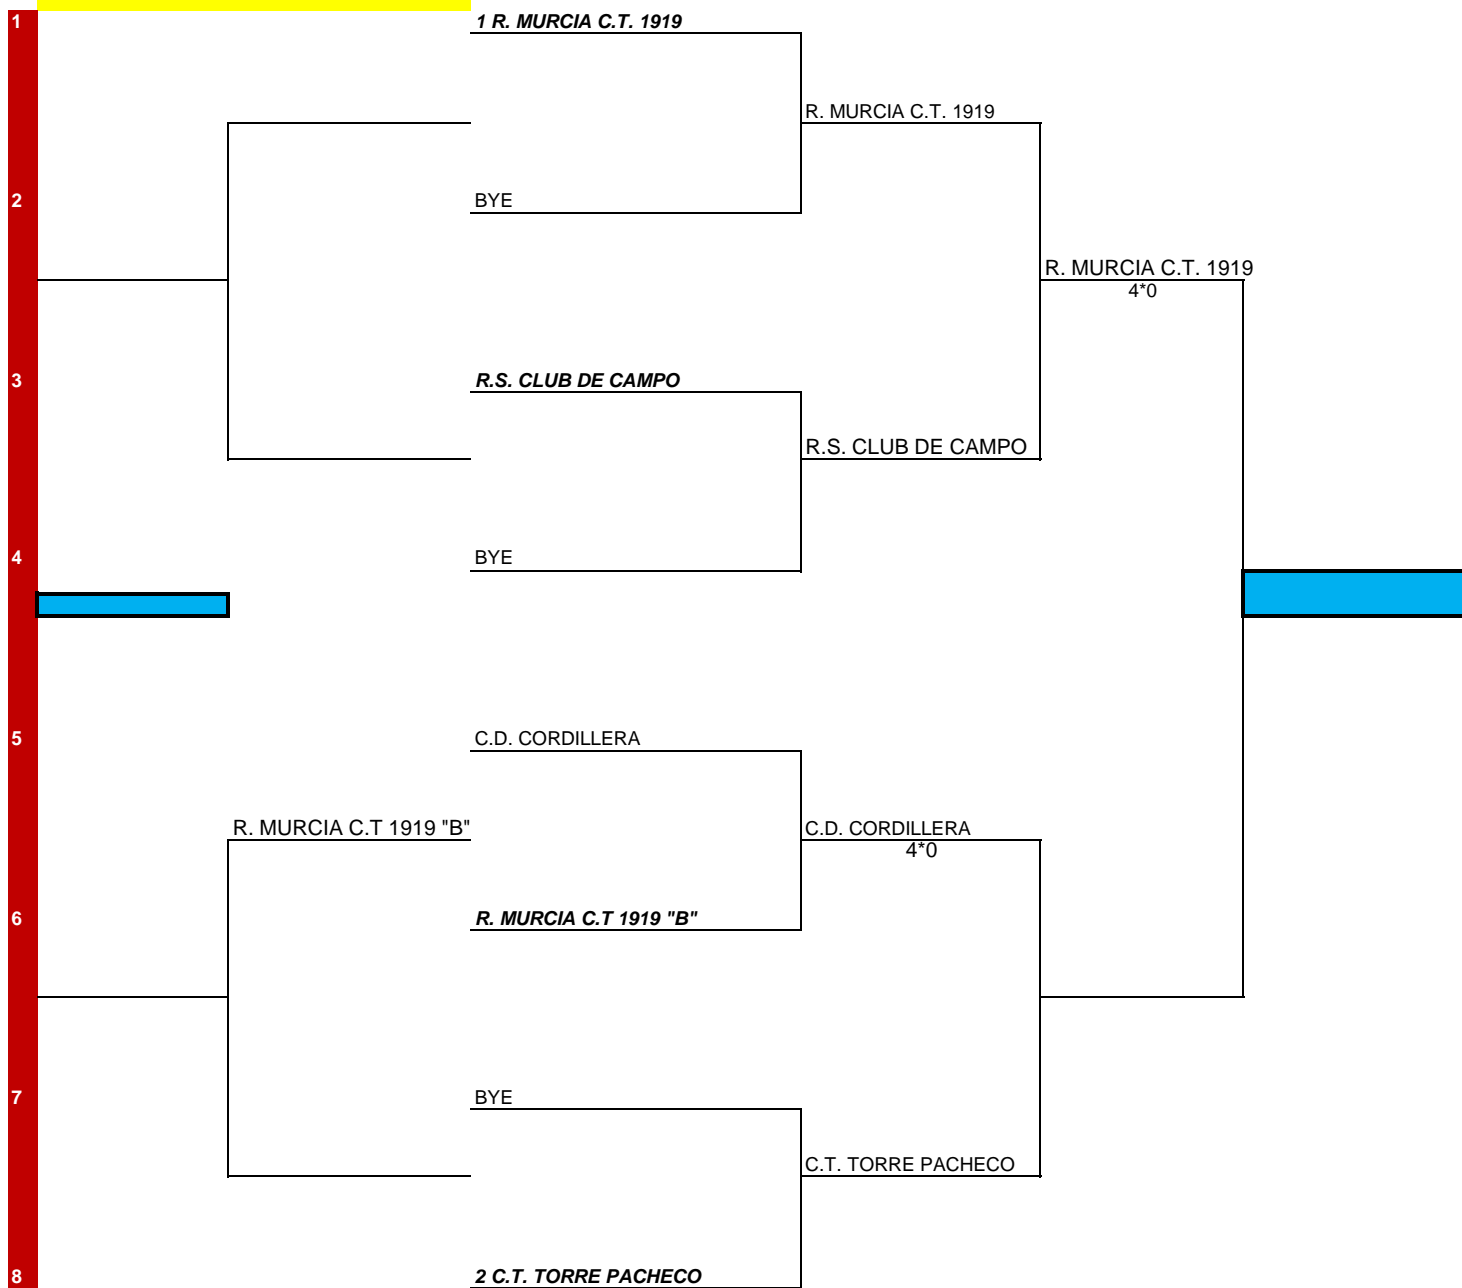 1
1 R. MURCIA C.T. 1919
R. MURCIA C.T. 1919
2
BYE
R. MURCIA C.T. 1919
4*0
3
R.S. CLUB DE CAMPO
R.S. CLUB DE CAMPO
4
BYE
5
C.D. CORDILLERA
R. MURCIA C.T 1919 "B"
C.D. CORDILLERA
4*0
6
R. MURCIA C.T 1919 "B"
7
BYE
C.T. TORRE PACHECO
8
2 C.T. TORRE PACHECO